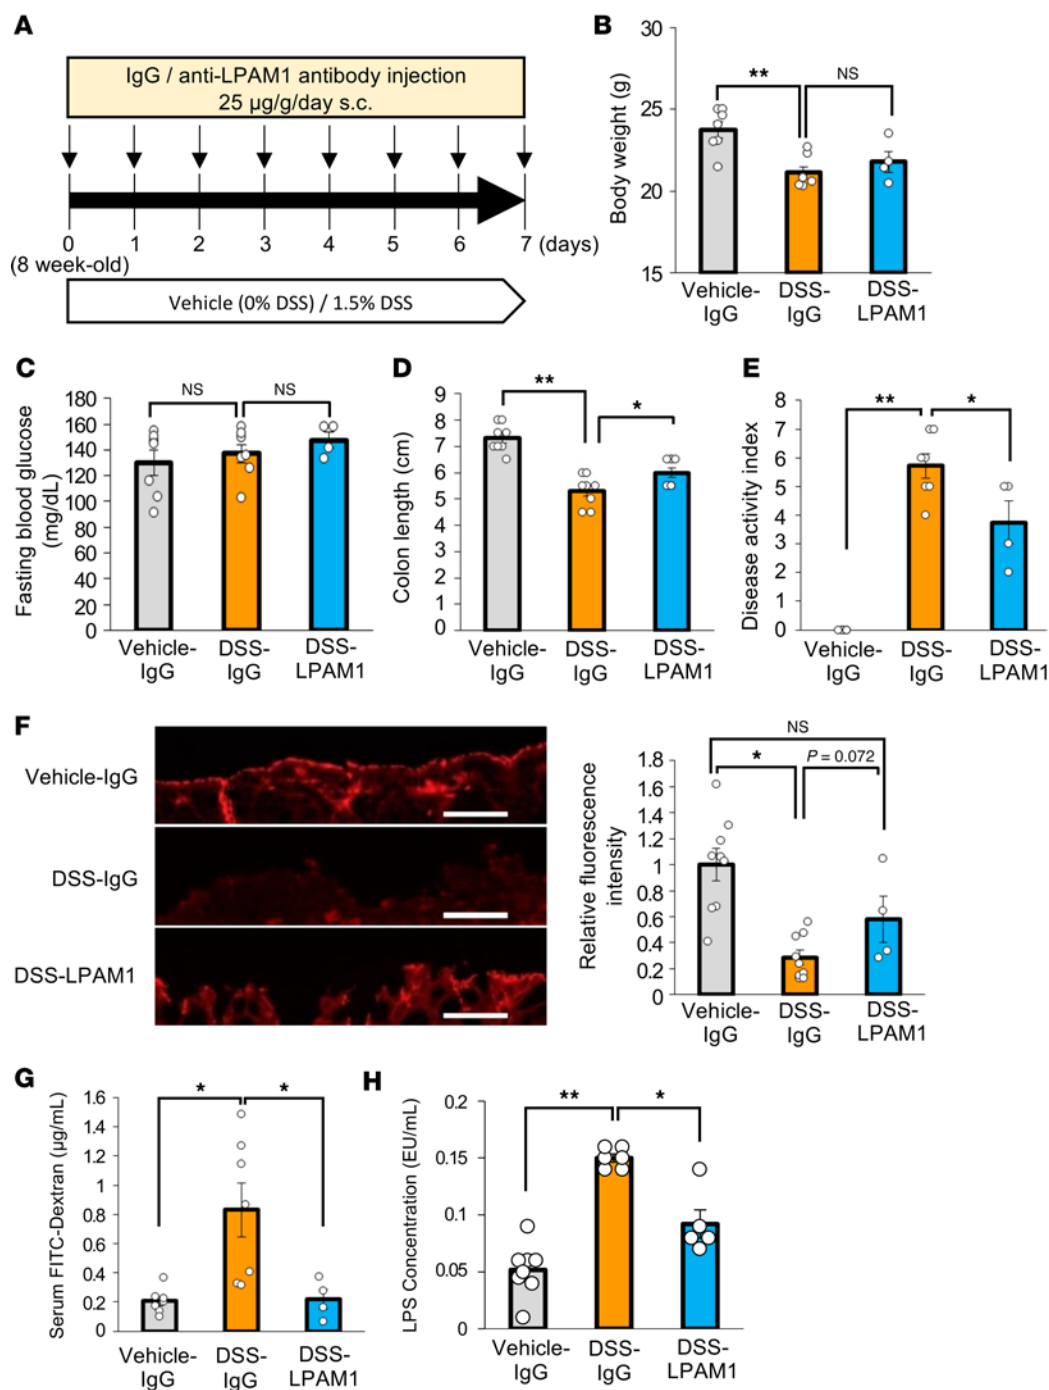 A
IgG / anti-LPAM1 antibody injection
25 µg/g/day s.c.
0 1 2 3 4 5 6 7 (days)
(8 week-old)
Vehicle (0% DSS) / 1.5% DSS
B
Body weight (g)
30
25
20
15
** NS
Vehicle-IgG
DSS-IgG
DSS-LPAM1
C
Fasting blood glucose
(mg/dL)
180
160
140
120
100
80
60
40
20
0
NS NS
Vehicle-IgG
DSS-IgG
DSS-LPAM1
D
Colon length (cm)
9
8
7
6
5
4
3
2
1
0
** *
Vehicle-IgG
DSS-IgG
DSS-LPAM1
E
Disease activity index
8
7
6
5
4
3
2
1
0
** *
Vehicle-IgG
DSS-IgG
DSS-LPAM1
F
Vehicle-IgG
DSS-IgG
DSS-LPAM1
Relative fluorescence
intensity
1.8
1.6
1.4
1.2
1
0.8
0.6
0.4
0.2
0
NS
* P = 0.072
Vehicle-IgG
DSS-IgG
DSS-LPAM1
G
Serum FITC-Dextran (µg/mL)
1.6
1.4
1.2
1
0.8
0.6
0.4
0.2
0
* *
Vehicle-IgG
DSS-IgG
DSS-LPAM1
H
LPS Concentration (EU/mL)
0.2
0.15
0.1
0.05
0
** *
Vehicle-IgG
DSS-IgG
DSS-LPAM1